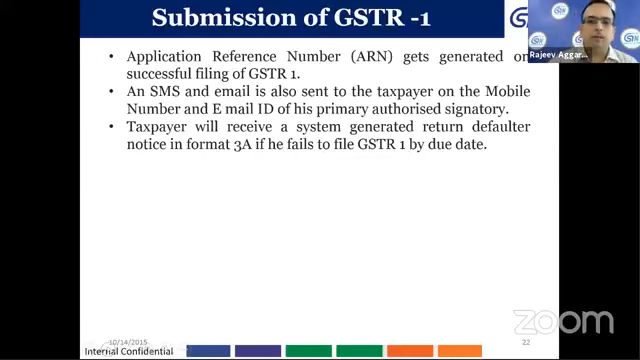 Submission of GSTR -1
• Application Reference Number (ARN) gets generated on
successful filing of GSTR 1.
• An SMS and email is also sent to the taxpayer on the Mobile
Number and E mail ID of his primary authorised signatory.
• Taxpayer will receive a system generated return defaulter
notice in format 3A if he fails to file GSTR 1 by due date.
Rajeev Aggar...
zoom
10/14/2015
22
Internal Confidential